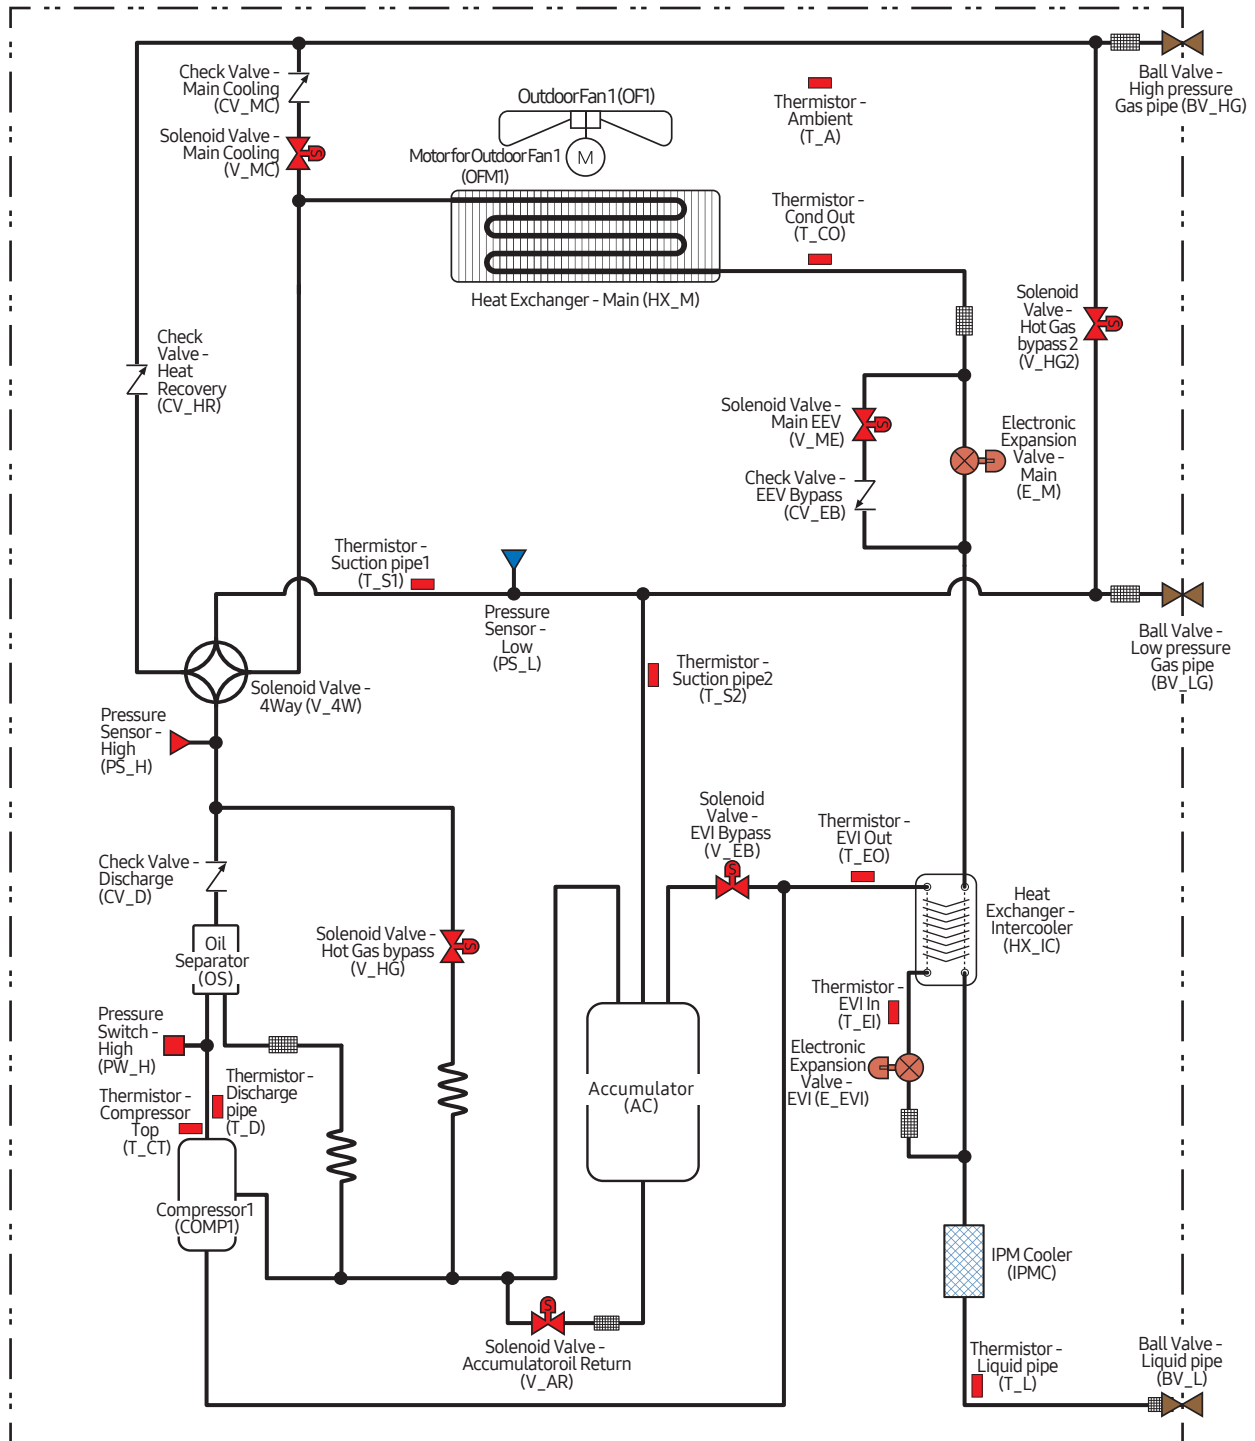 Check Valve -
Main Cooling
(CV_MC)
Solenoid Valve -
Main Cooling
(V_MC)
OutdoorFan 1 (OF1)
Motor for Outdoor Fan 1
(OFM1)
M
Thermistor -
Ambient
(T_A)
Ball Valve -
High pressure
Gas pipe (BV_HG)
S
Thermistor -
Cond Out
(T_CO)
Heat Exchanger - Main (HX_M)
Solenoid
Valve -
Hot Gas
bypass 2
(V_HG2)
S
Check
Valve -
Heat
Recovery
(CV_HR)
Solenoid Valve -
Main EEV
(V_ME)
S
Electronic
Expansion
Valve -
Main
(E_M)
Check Valve -
EEV Bypass
(CV_EB)
Thermistor -
Suction pipe1
(T_S1)
Pressure
Sensor -
Low
(PS_L)
Ball Valve -
Low pressure
Gas pipe
(BV_LG)
Thermistor -
Suction pipe2
(T_S2)
Solenoid Valve -
4Way (V_4W)
Pressure
Sensor -
High
(PS_H)
Solenoid
Valve -
EVI Bypass
(V_EB)
S
Thermistor -
EVI Out
(T_EO)
Check Valve -
Discharge
(CV_D)
Heat
Exchanger -
Intercooler
(HX_IC)
Oil
Separator
(OS)
Solenoid Valve -
Hot Gas bypass
(V_HG)
S
Thermistor -
EVI In
(T_EI)
Pressure
Switch -
High
(PW_H)
Electronic
Expansion
Valve -
EVI (E_EVI)
Thermistor -
Discharge
pipe
(T_D)
Thermistor -
Compressor
Top
(T_CT)
Accumulator
(AC)
Compressor1
(COMP1)
IPM Cooler
(IPMC)
S
Solenoid Valve -
Accumulatoroil Return
(V_AR)
Thermistor -
Liquid pipe
(T_L)
Ball Valve -
Liquid pipe
(BV_L)